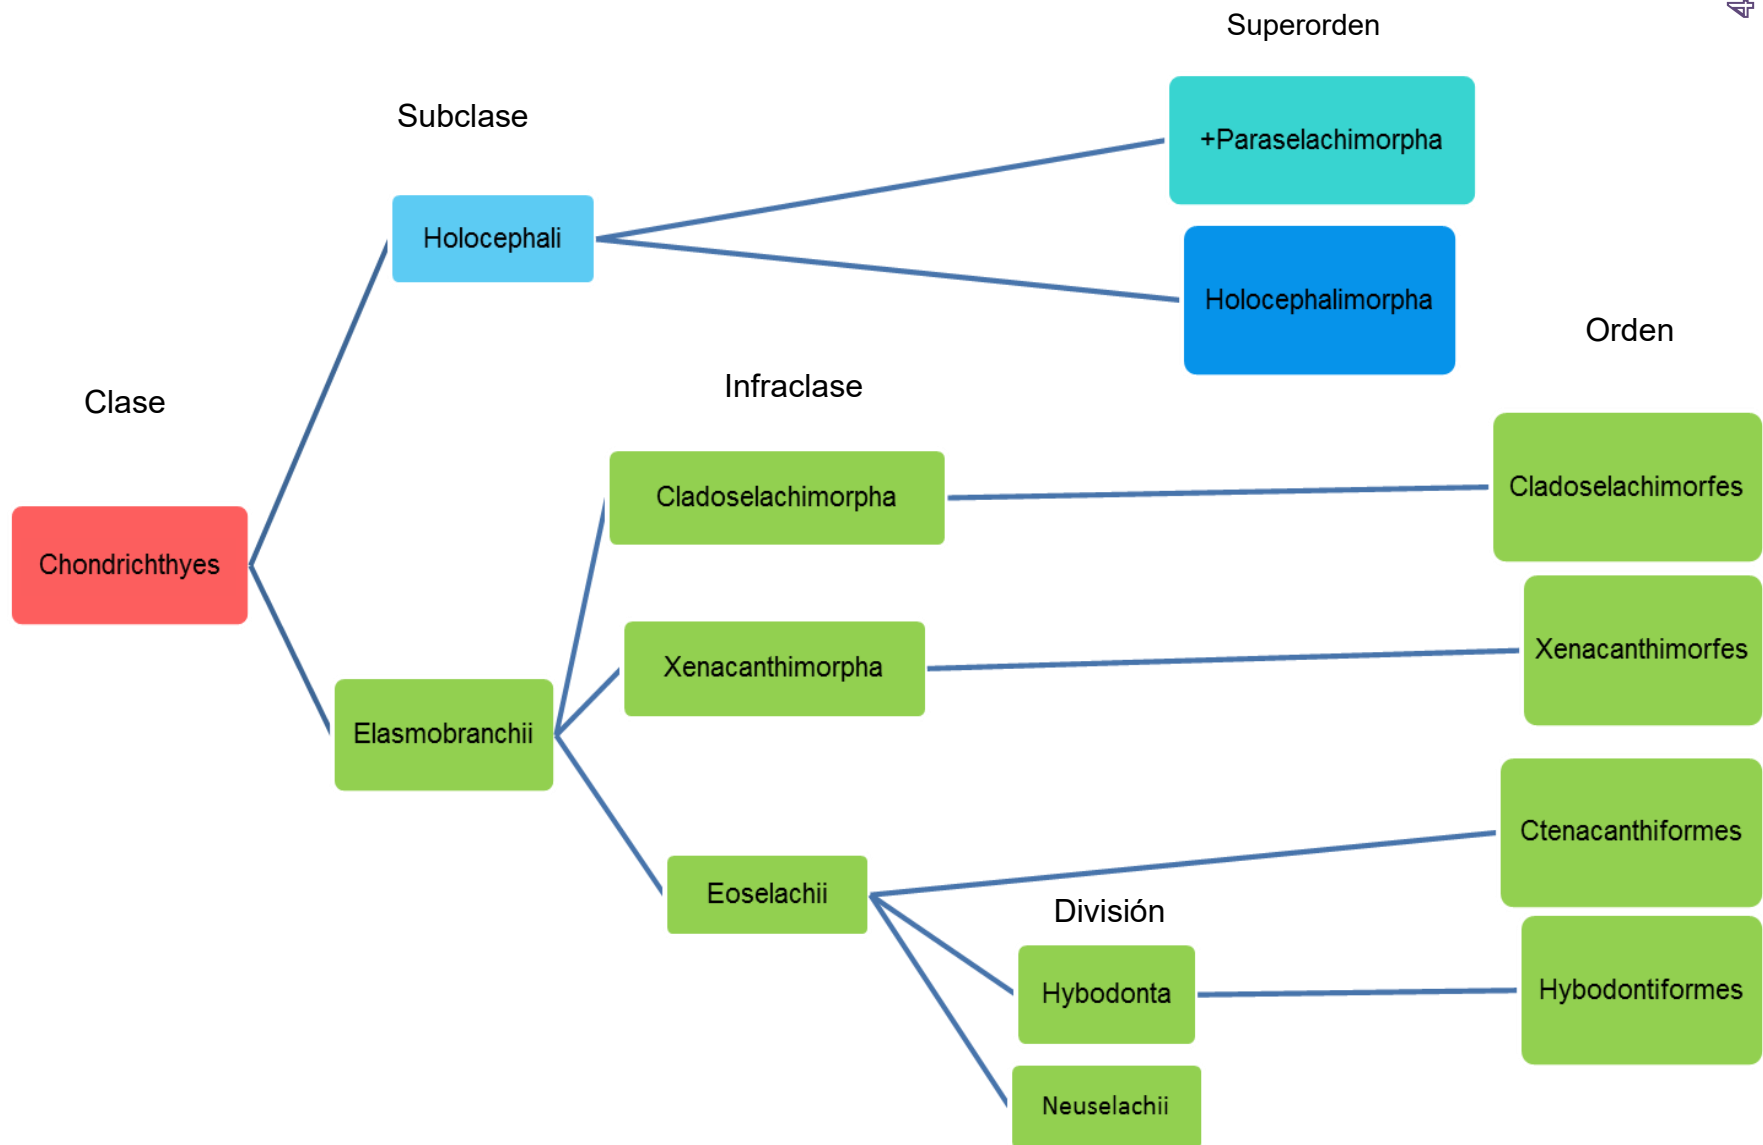 Superorden
Subclase
+Paraselachimorpha
Holocephali
Holocephalimorpha
Orden
Infraclase
Clase
Cladoselachimorpha
Cladoselachimorfes
Chondrichthyes
Xenacanthimorpha
Xenacanthimorfes
Elasmobranchii
Ctenacanthiformes
Eoselachii
División
Hybodonta
Hybodontiformes
Neuselachii
4